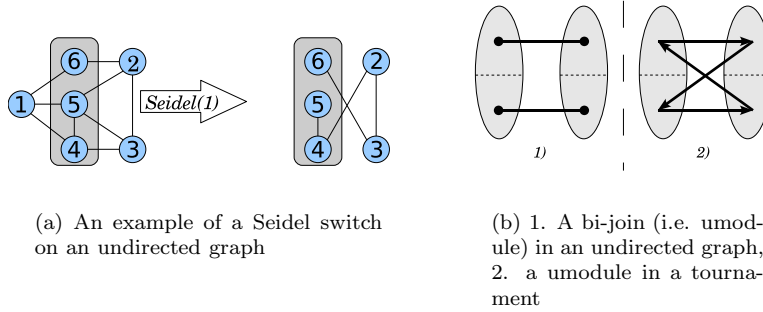 6 2
1 5 Seidel(1)
4 3
6 2
5
4 3
1) 2)
(a) An example of a Seidel switch
on an undirected graph
(b) 1. A bi-join (i.e. umod-
ule) in an undirected graph,
2. a umodule in a tourna-
ment